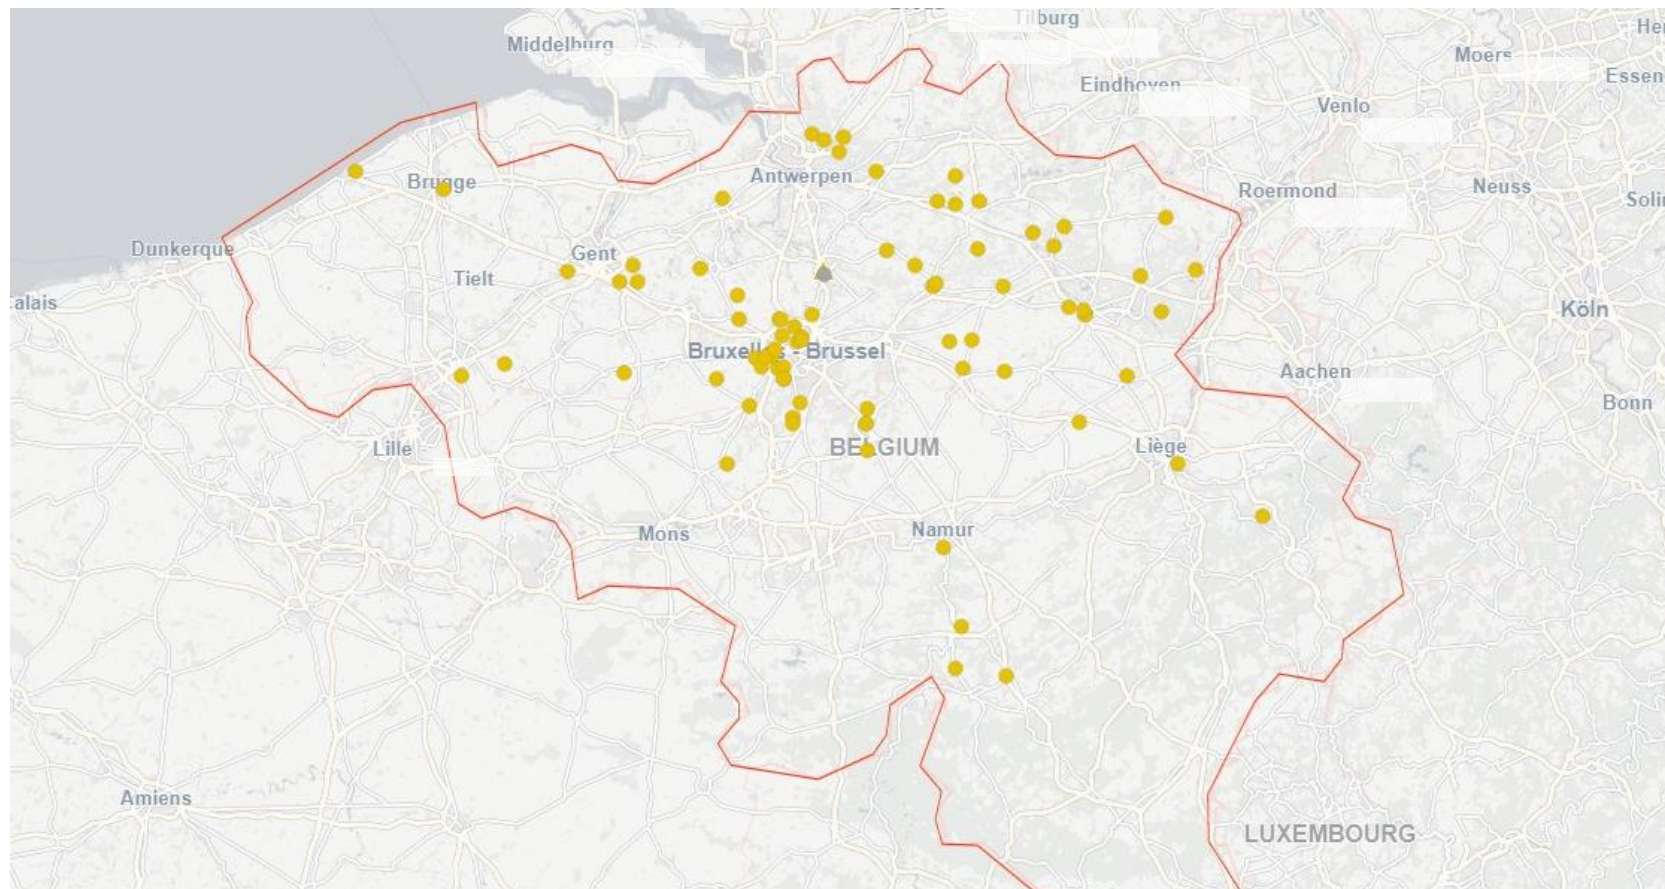 Tilburg
Middelburg
Moers
Essen
Eindhoven
Venlo
Antwerpen
Brugge
Roermond
Neuss
Dunkerque
Gent
Tielt
alais
Köln
Bruxelles - Brussel
Aachen
Bonn
Lille
BELGIUM
Liège
Mons
Namur
Amiens
LUXEMBOURG